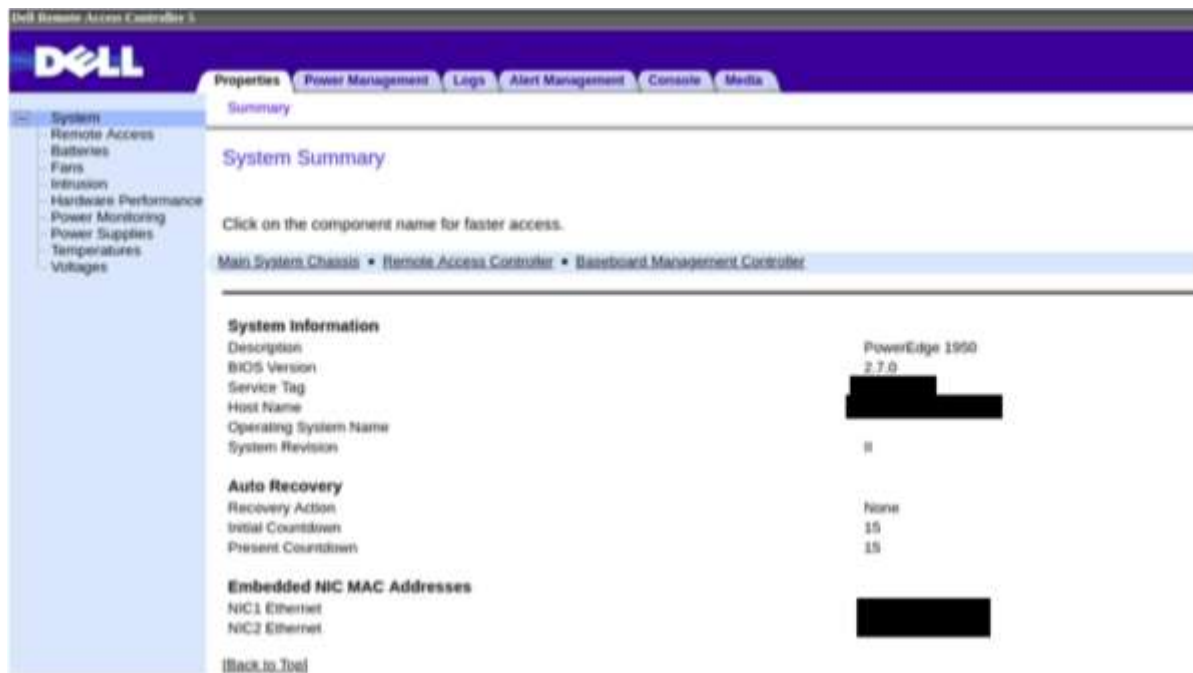 Dell Remote Access Controller 5
DELL
Properties Power Management Logs Alert Management Console Media
Summary
System
Remote Access
Batteries
Fans
Intrusion
Hardware Performance
Power Monitoring
Power Supplies
Temperatures
Voltages
System Summary
Click on the component name for faster access.
Main System Chassis • Remote Access Controller • Baseboard Management Controller
System Information
Description PowerEdge 1950
BIOS Version 2.7.0
Service Tag
Host Name
Operating System Name
System Revision II
Auto Recovery
Recovery Action None
Initial Countdown 15
Present Countdown 15
Embedded NIC MAC Addresses
NIC1 Ethernet
NIC2 Ethernet
[Back to Top]